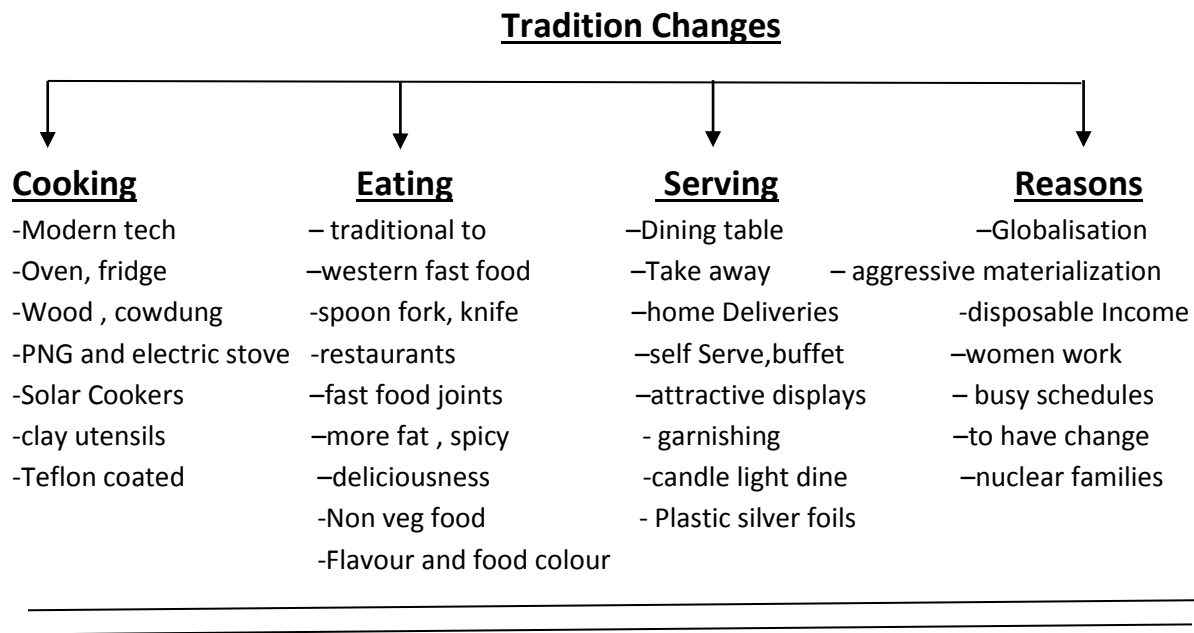 Tradition Changes
Cooking Eating Serving Reasons
-Modern tech – traditional to –Dining table –Globalisation
-Oven, fridge –western fast food –Take away – aggressive materialization
-Wood , cowdung -spoon fork, knife –home Deliveries -disposable Income
-PNG and electric stove -restaurants –self Serve,buffet –women work
-Solar Cookers –fast food joints –attractive displays – busy schedules
-clay utensils –more fat , spicy - garnishing –to have change
-Teflon coated –deliciousness -candle light dine –nuclear families
-Non veg food - Plastic silver foils
-Flavour and food colour